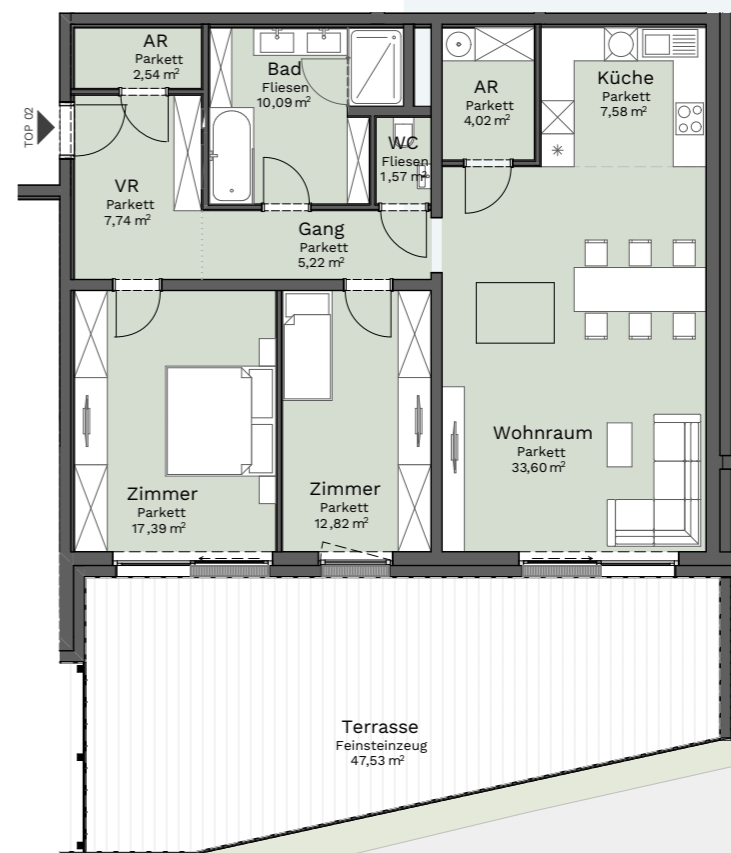 AR
Parkett
2,54 m²
Bad
Fliesen
10,09 m²
AR
Parkett
4,02 m²
Küche
Parkett
7,58 m²
TOP 02
WC
Fliesen
1,57 m²
VR
Parkett
7,74 m²
Gang
Parkett
5,22 m²
Zimmer
Parkett
17,39 m²
Zimmer
Parkett
12,82 m²
Wohnraum
Parkett
33,60 m²
Terrasse
Feinsteinzeug
47,53 m²